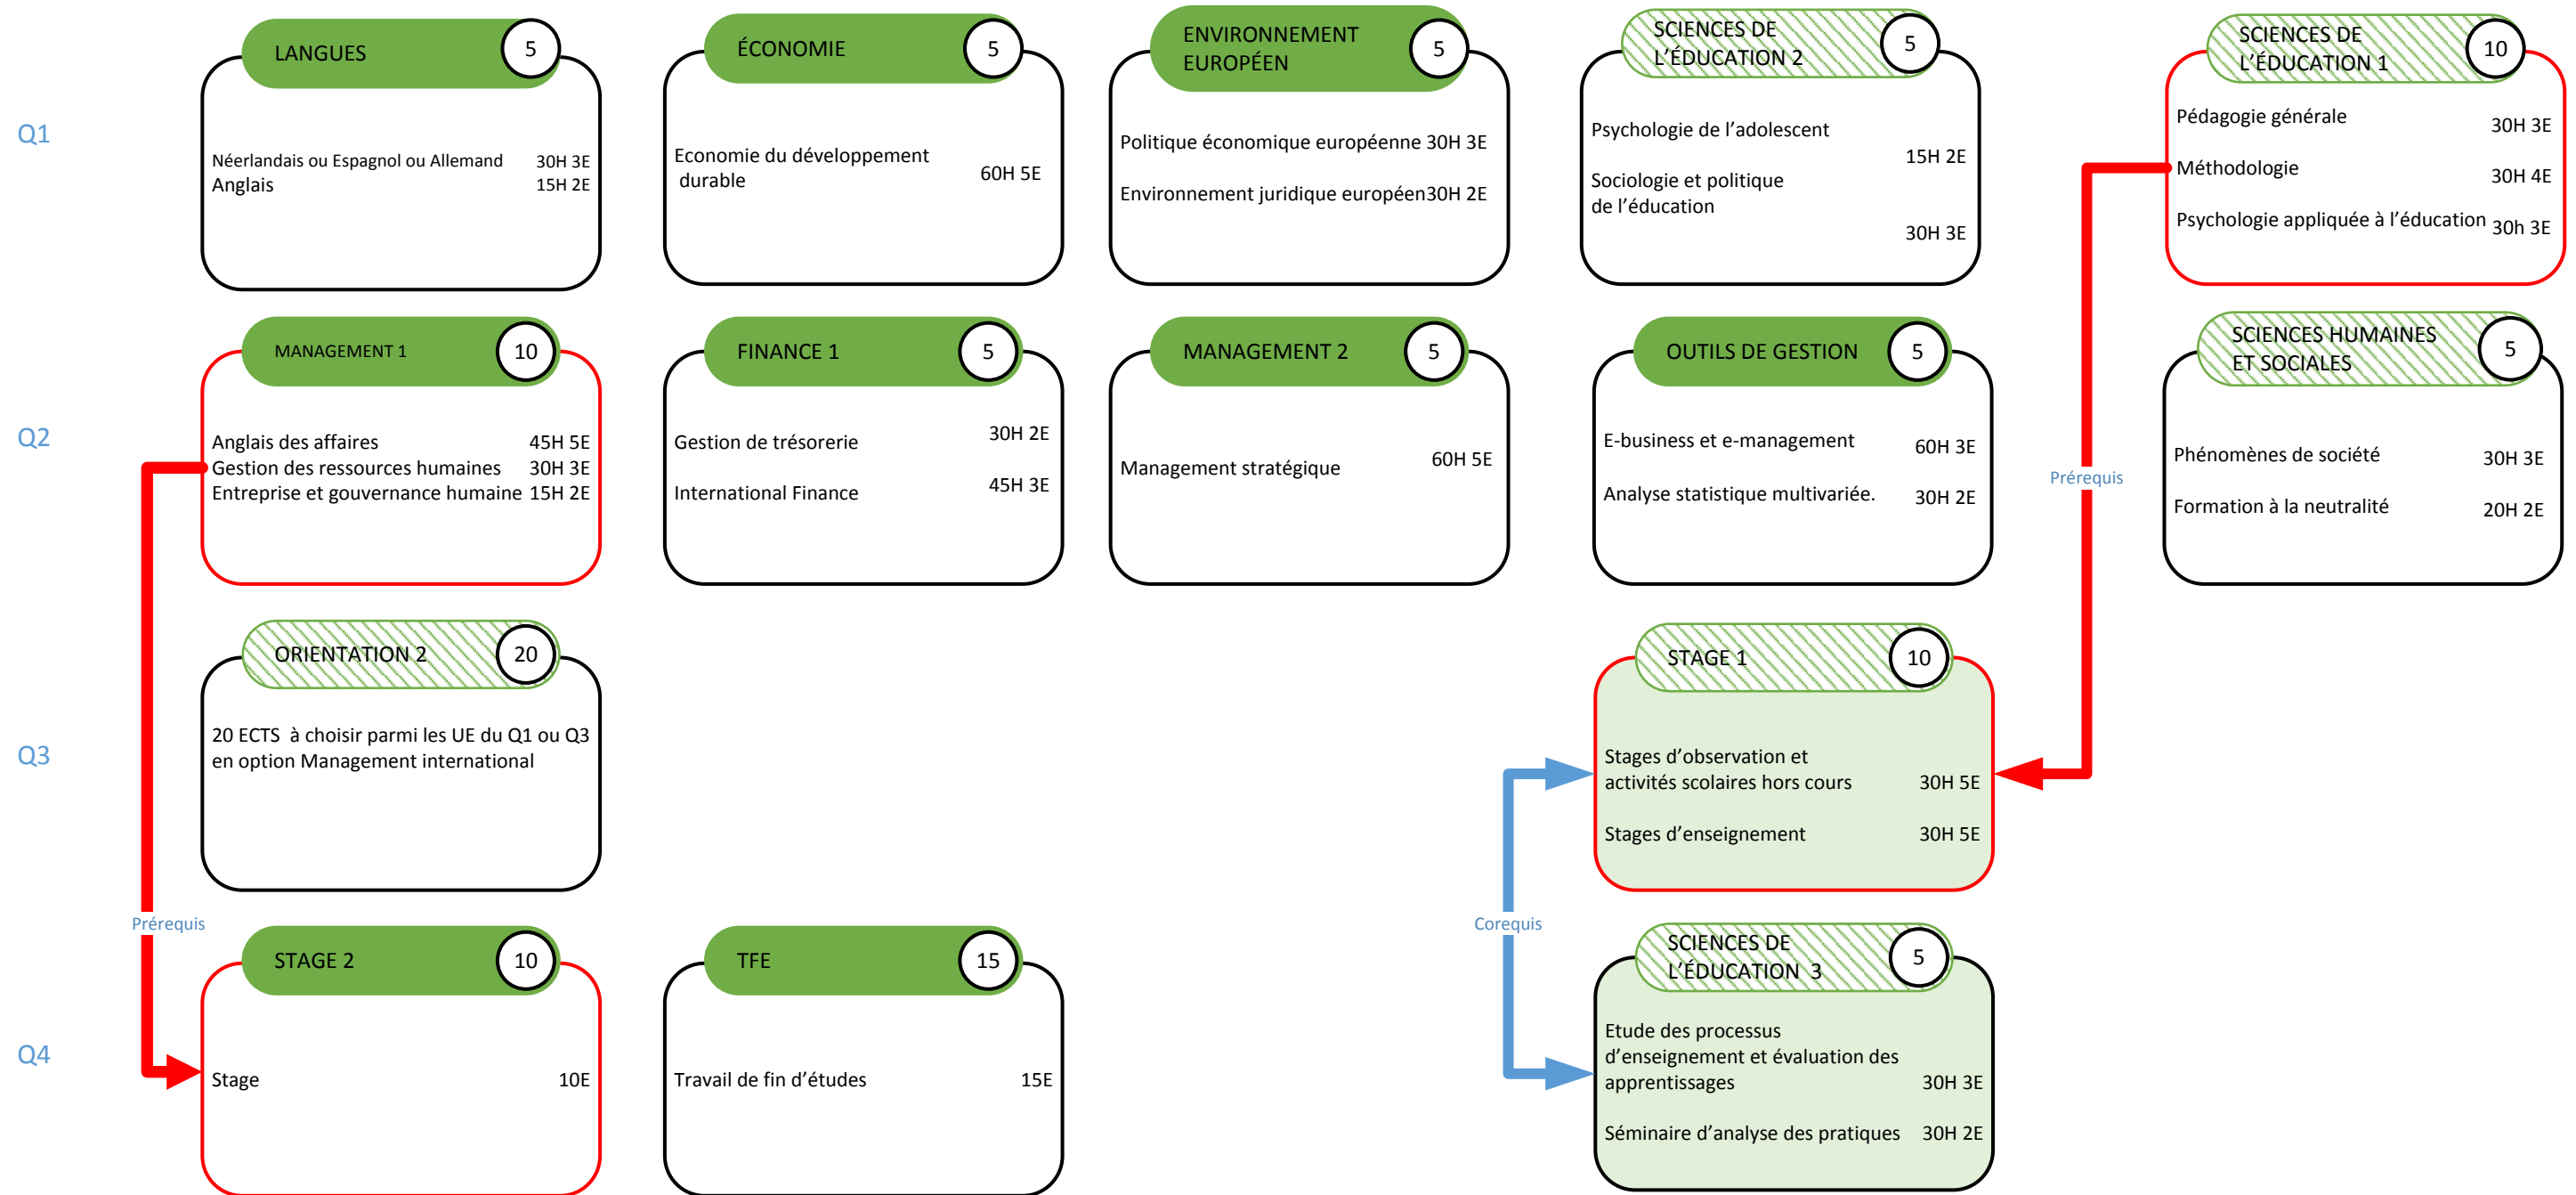 Q1
LANGUES 5
Néerlandais ou Espagnol ou Allemand 30H 3E
Anglais 15H 2E
ÉCONOMIE 5
Economie du développement
durable 60H 5E
ENVIRONNEMENT
EUROPÉEN 5
Politique économique européenne 30H 3E
Environnement juridique européen30H 2E
SCIENCES DE
L’ÉDUCATION 2 5
Psychologie de l’adolescent
15H 2E
Sociologie et politique
de l’éducation
30H 3E
SCIENCES DE
L’ÉDUCATION 1 10
Pédagogie générale 30H 3E
Méthodologie 30H 4E
Psychologie appliquée à l’éducation 30h 3E
Q2
MANAGEMENT 1 10
Anglais des affaires 45H 5E
Gestion des ressources humaines 30H 3E
Entreprise et gouvernance humaine 15H 2E
FINANCE 1 5
Gestion de trésorerie 30H 2E
International Finance 45H 3E
MANAGEMENT 2 5
Management stratégique 60H 5E
OUTILS DE GESTION 5
E-business et e-management 60H 3E
Analyse statistique multivariée. 30H 2E
Prérequis
SCIENCES HUMAINES
ET SOCIALES 5
Phénomènes de société 30H 3E
Formation à la neutralité 20H 2E
Q3
ORIENTATION 2 20
20 ECTS à choisir parmi les UE du Q1 ou Q3
en option Management international
STAGE 1 10
Stages d’observation et
activités scolaires hors cours 30H 5E
Stages d’enseignement 30H 5E
Prérequis
Corequis
Q4
STAGE 2 10
Stage 10E
TFE 15
Travail de fin d’études 15E
SCIENCES DE
L’ÉDUCATION 3 5
Etude des processus
d’enseignement et évaluation des
apprentissages 30H 3E
Séminaire d’analyse des pratiques 30H 2E